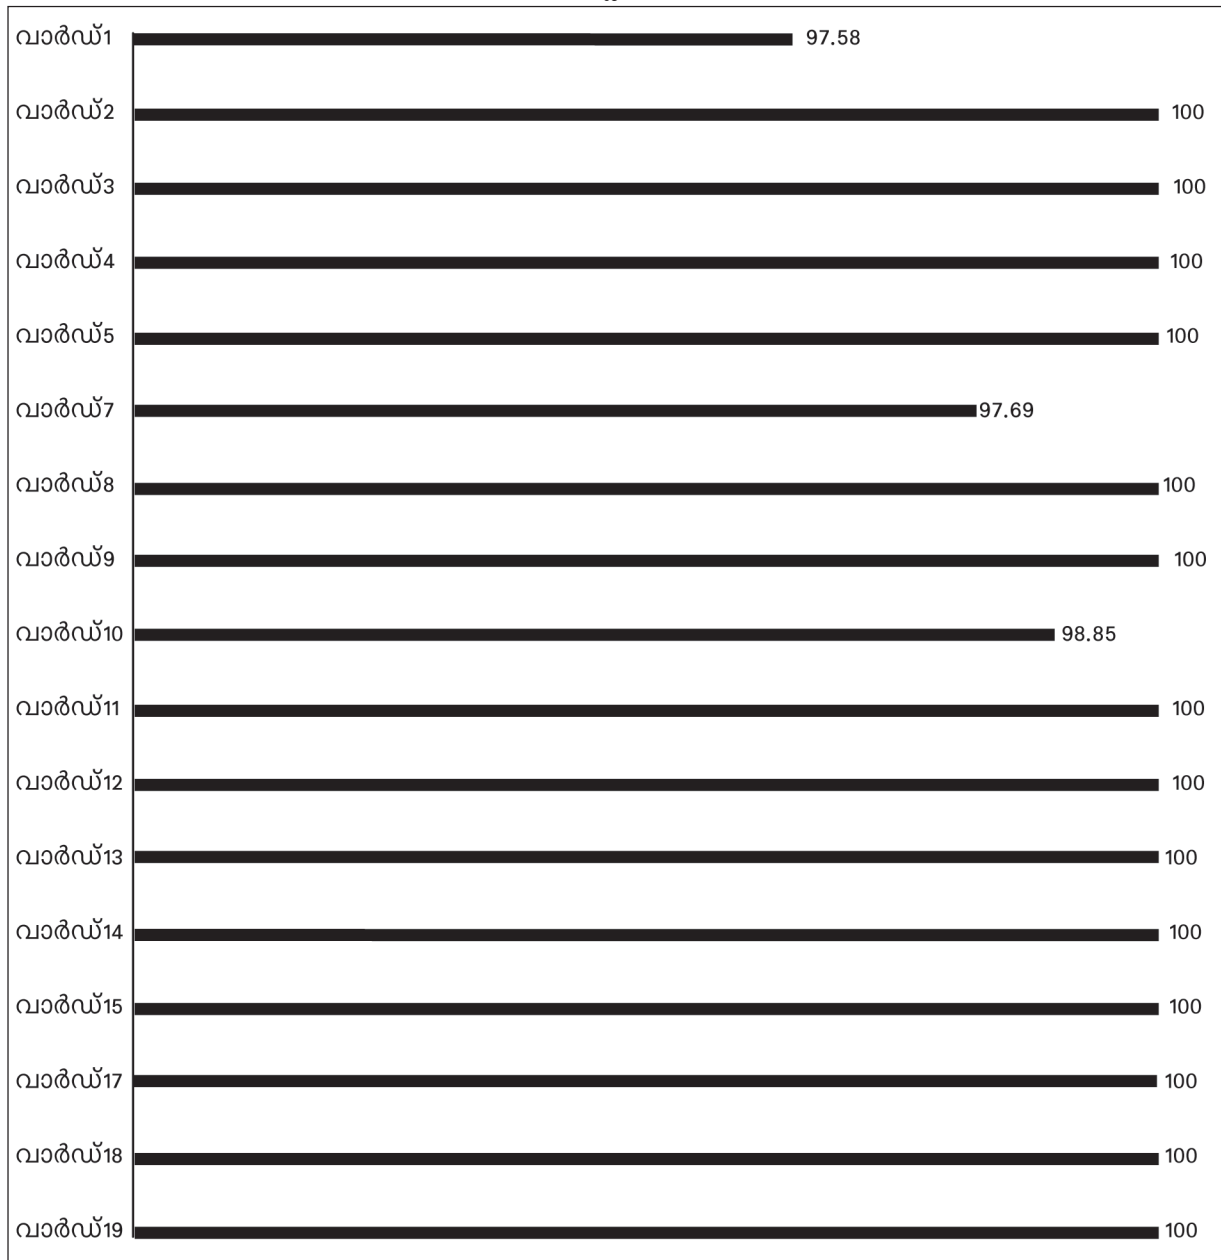 വാർഡ്1 97.58
വാർഡ്2 100
വാർഡ്3 100
വാർഡ്4 100
വാർഡ്5 100
വാർഡ്7 97.69
വാർഡ്8 100
വാർഡ്9 100
വാർഡ്10 98.85
വാർഡ്11 100
വാർഡ്12 100
വാർഡ്13 100
വാർഡ്14 100
വാർഡ്15 100
വാർഡ്17 100
വാർഡ്18 100
വാർഡ്19 100